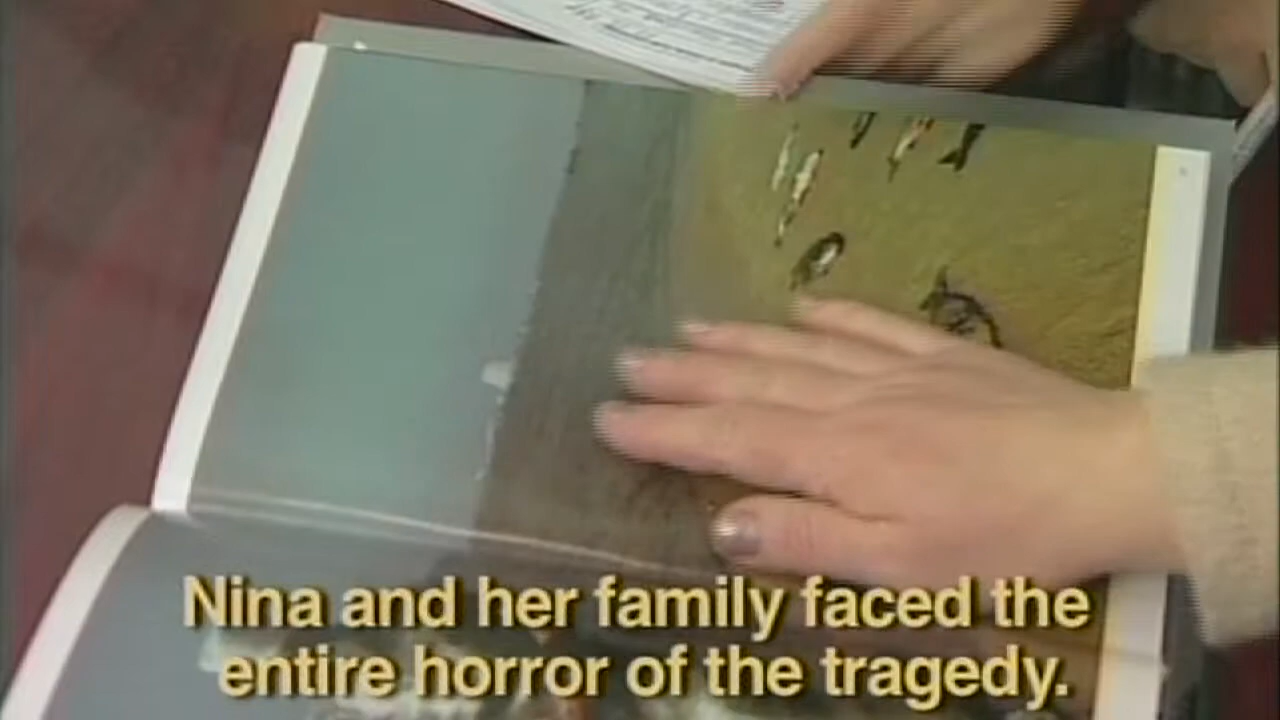 Nina and her family faced the
entire horror of the tragedy.